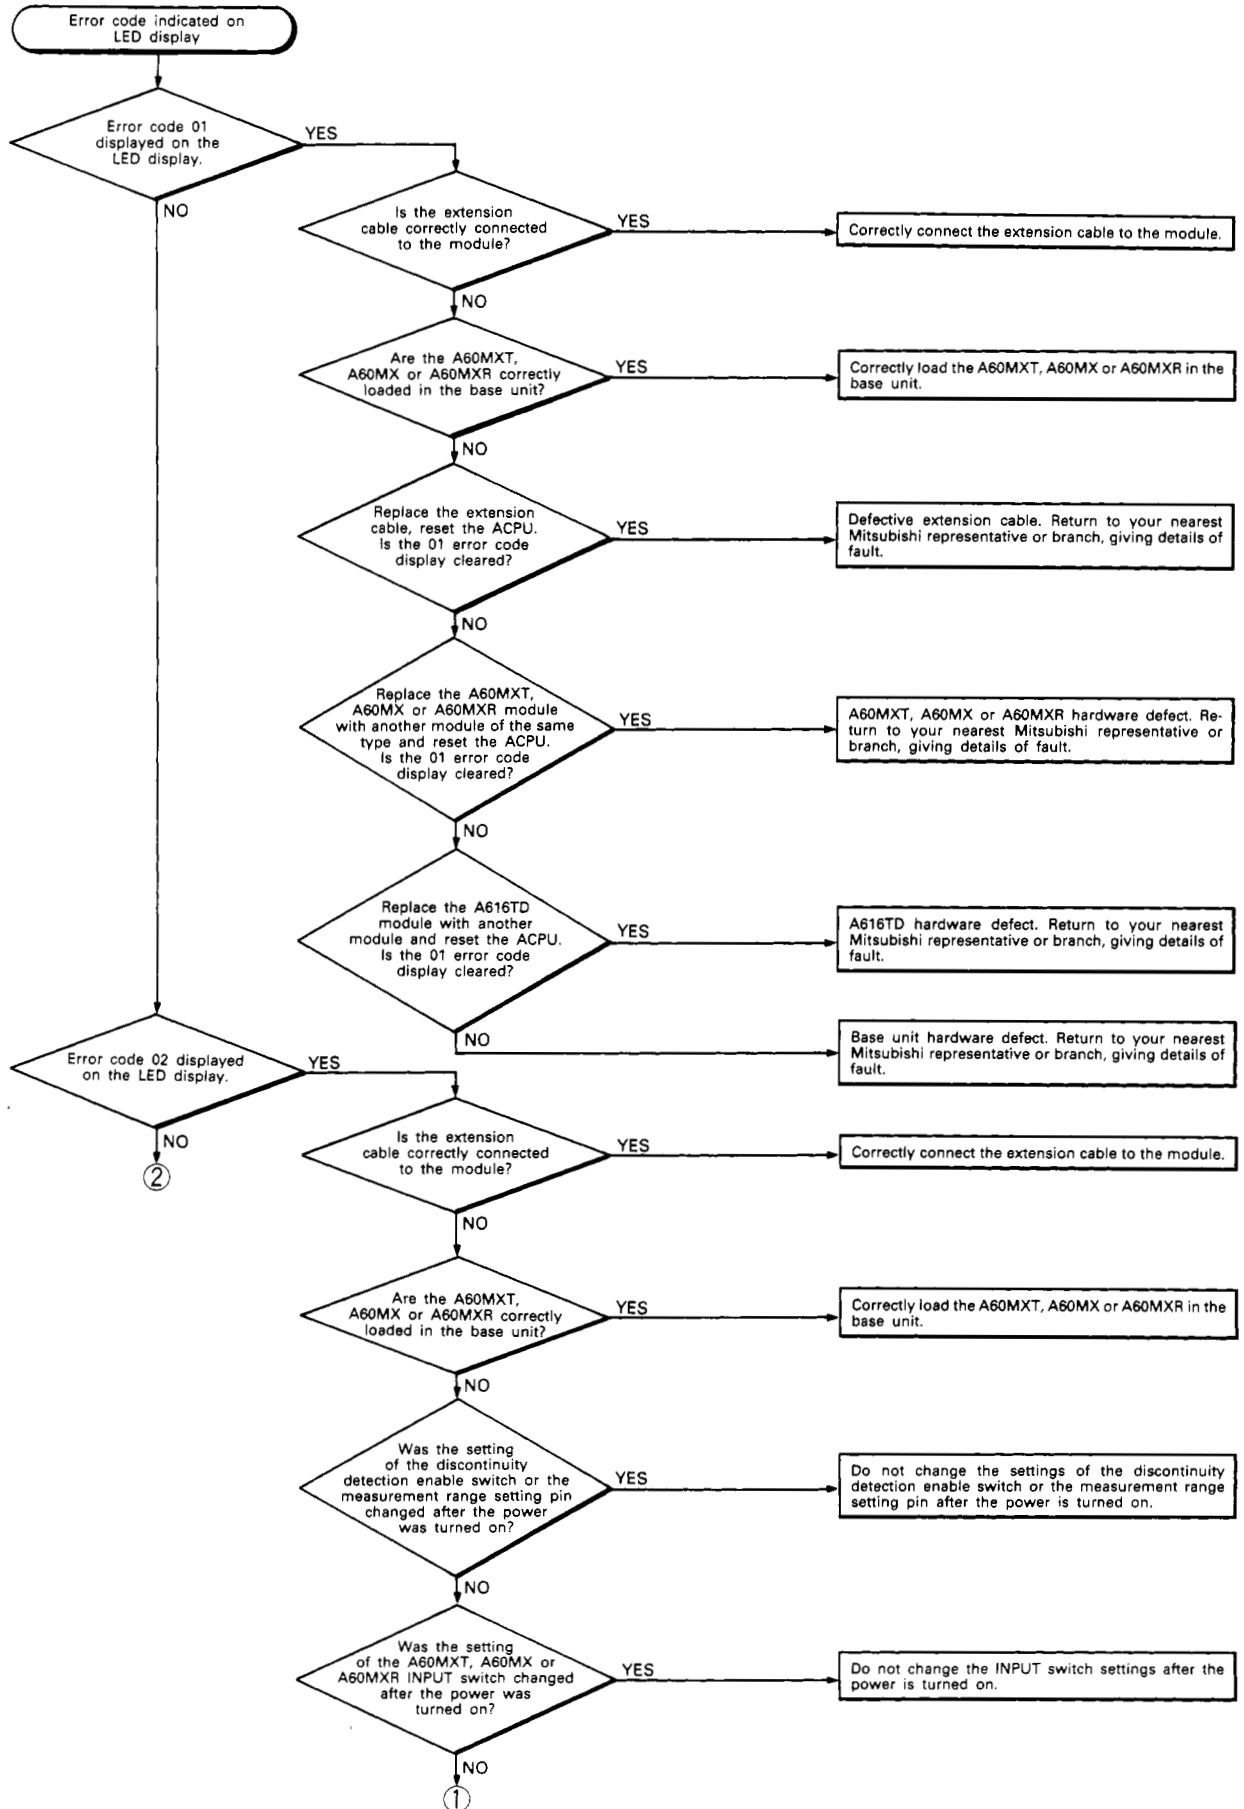 Error code indicated on
LED display
Error code 01
displayed on the
LED display.
YES
NO
Is the extension
cable correctly connected
to the module?
YES
Correctly connect the extension cable to the module.
NO
Are the A60MXT,
A60MX or A60MXR correctly
loaded in the base unit?
YES
Correctly load the A60MXT, A60MX or A60MXR in the
base unit.
NO
Replace the extension
cable, reset the ACPU.
Is the 01 error code
display cleared?
YES
Defective extension cable. Return to your nearest
Mitsubishi representative or branch, giving details of
fault.
NO
Replace the A60MXT,
A60MX or A60MXR module
with another module of the same
type and reset the ACPU.
Is the 01 error code
display cleared?
YES
A60MXT, A60MX or A60MXR hardware defect. Re-
turn to your nearest Mitsubishi representative or
branch, giving details of fault.
NO
Replace the A616TD
module with another
module and reset the ACPU.
Is the 01 error code
display cleared?
YES
A616TD hardware defect. Return to your nearest
Mitsubishi representative or branch, giving details of
fault.
NO
Base unit hardware defect. Return to your nearest
Mitsubishi representative or branch, giving details of
fault.
Error code 02 displayed
on the LED display.
YES
NO
2
Is the extension
cable correctly connected
to the module?
YES
Correctly connect the extension cable to the module.
NO
Are the A60MXT,
A60MX or A60MXR correctly
loaded in the base unit?
YES
Correctly load the A60MXT, A60MX or A60MXR in the
base unit.
NO
Was the setting
of the discontinuity
detection enable switch or the
measurement range setting pin
changed after the power
was turned on?
YES
Do not change the settings of the discontinuity
detection enable switch or the measurement range
setting pin after the power is turned on.
NO
Was the setting
of the A60MXT, A60MX or
A60MXR INPUT switch changed
after the power was
turned on?
YES
Do not change the INPUT switch settings after the
power is turned on.
NO
1